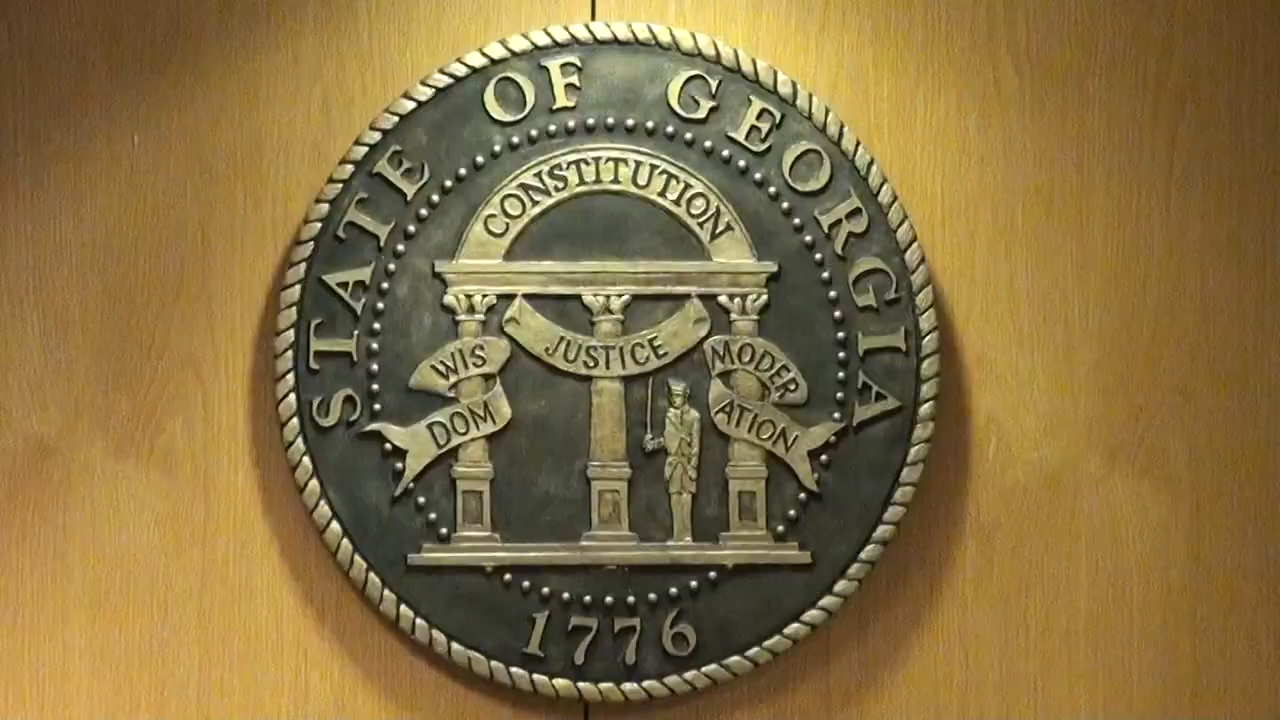 STATE OF GEORGIA
CONSTITUTION
WIS
DOM
JUSTICE
MODER
ATION
1776